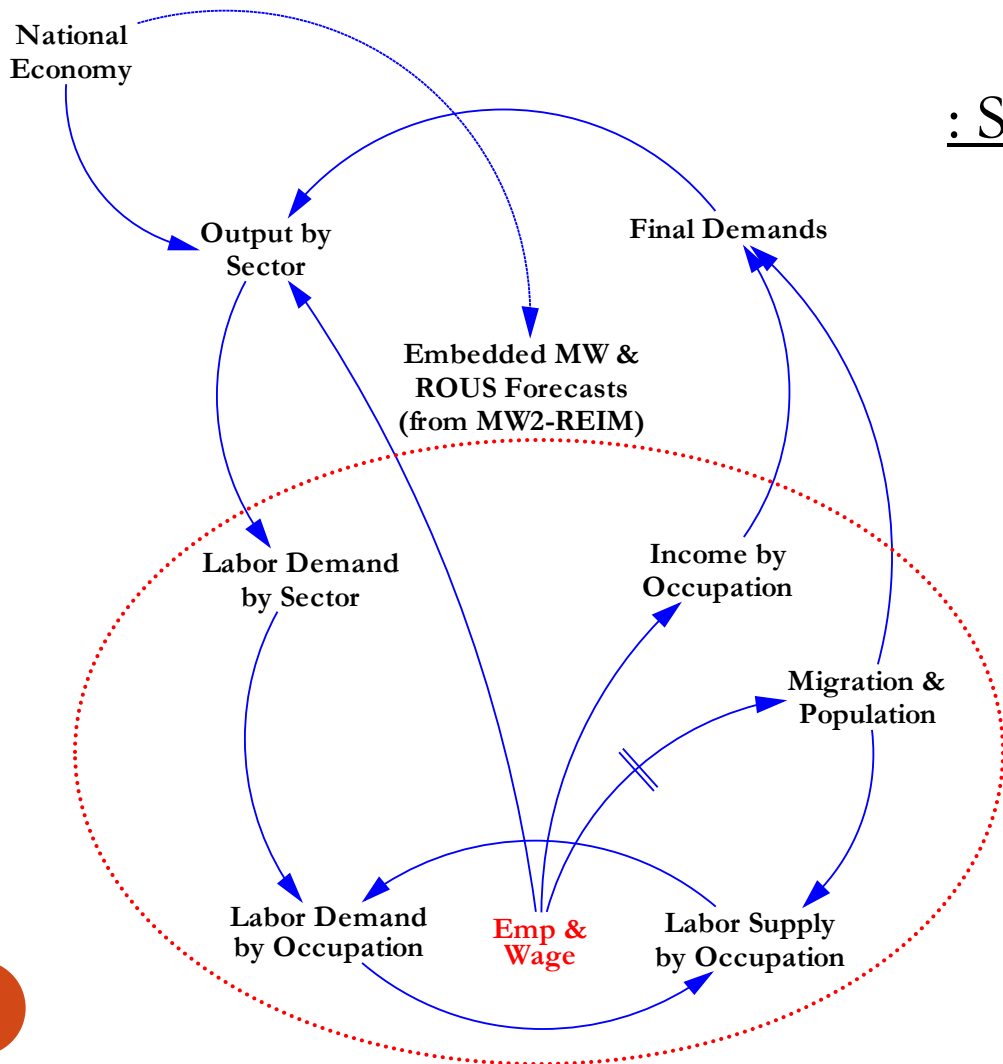 National
Economy
: S
Output by
Sector
Final Demands
Embedded MW &
ROUS Forecasts
(from MW2-REIM)
Labor Demand
by Sector
Income by
Occupation
Migration &
Population
Labor Demand
by Occupation
Emp &
Wage
Labor Supply
by Occupation